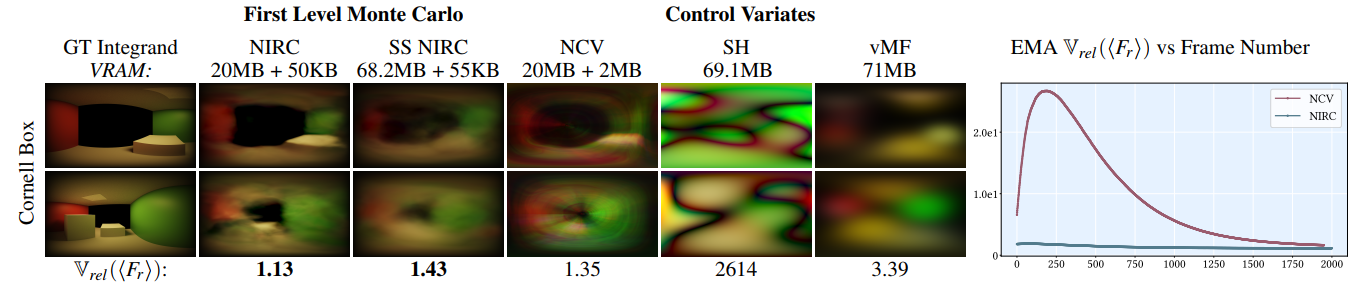 First Level Monte Carlo Control Variates
GT Integrand NIRC SS NIRC NCV SH vMF EMA 𝕍rel(⟨Fr⟩) vs Frame Number
VRAM: 20MB + 50KB 68.2MB + 55KB 20MB + 2MB 69.1MB 71MB
NCV
NIRC
2.0e1
1.0e1
0
0 250 500 750 1000 1250 1500 1750 2000
Cornell Box
𝕍rel(⟨Fr⟩): 1.13 1.43 1.35 2614 3.39